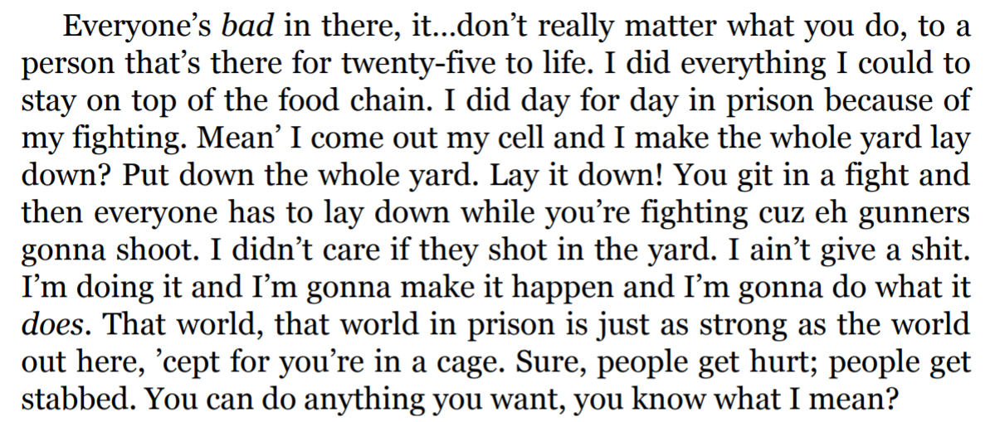 Everyone’s bad in there, it...don’t really matter what you do, to a
person that’s there for twenty-five to life. I did everything I could to
stay on top of the food chain. I did day for day in prison because of
my fighting. Mean’ I come out my cell and I make the whole yard lay
down? Put down the whole yard. Lay it down! You git in a fight and
then everyone has to lay down while you’re fighting cuz eh gunners
gonna shoot. I didn’t care if they shot in the yard. I ain’t give a shit.
I’m doing it and I’m gonna make it happen and I’m gonna do what it
does. That world, that world in prison is just as strong as the world
out here, ’cept for you’re in a cage. Sure, people get hurt; people get
stabbed. You can do anything you want, you know what I mean?